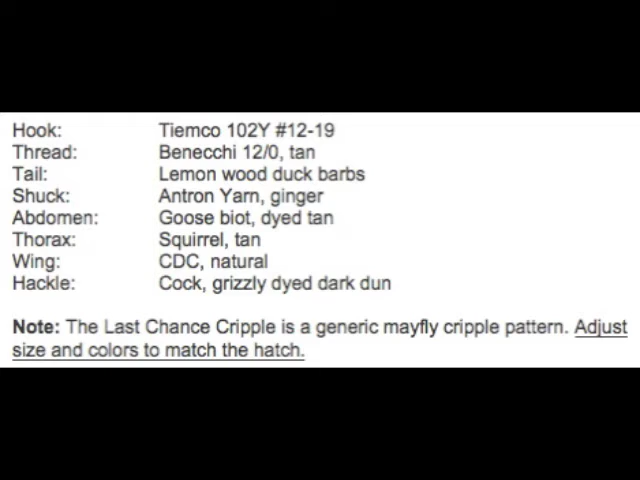 Hook: Tiemco 102Y #12-19
Thread: Benecchi 12/0, tan
Tail: Lemon wood duck barbs
Shuck: Antron Yarn, ginger
Abdomen: Goose biot, dyed tan
Thorax: Squirrel, tan
Wing: CDC, natural
Hackle: Cock, grizzly dyed dark dun
Note: The Last Chance Cripple is a generic mayfly cripple pattern. Adjust
size and colors to match the hatch.